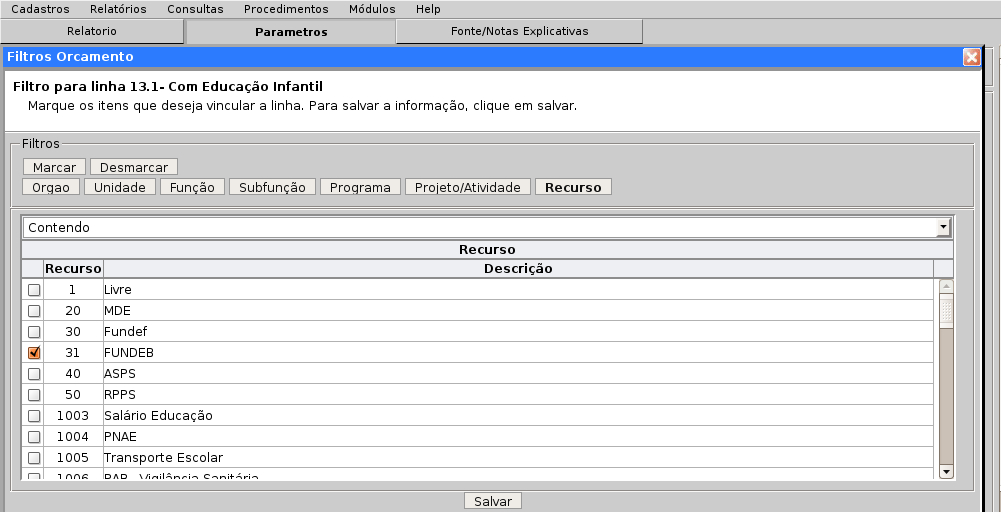 Cadastros Relatórios Consultas Procedimentos Módulos Help
Relatorio Parametros Fonte/Notas Explicativas
Filtros Orcamento
Filtro para linha 13.1- Com Educação Infantil
Marque os itens que deseja vincular a linha. Para salvar a informação, clique em salvar.
Filtros
Marcar Desmarcar
Orgao Unidade Função Subfunção Programa Projeto/Atividade Recurso
Contendo
Recurso
Recurso Descrição
1 Livre
20 MDE
30 Fundef
31 FUNDEB
40 ASPS
50 RPPS
1003 Salário Educação
1004 PNAE
1005 Transporte Escolar
1006 Vigilância Sanitária
Salvar